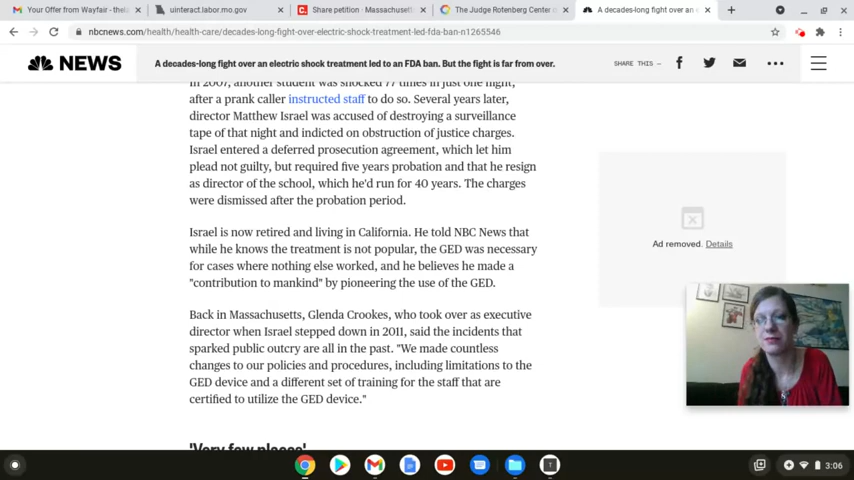 Your Offer from Wayfair - thela
uinteract.labor.mo.gov
Share petition · Massachuset
The Judge Rotenberg Center o
A decades-long fight over an e
nbcnews.com/health/health-care/decades-long-fight-over-electric-shock-treatment-led-fda-ban-n1265546
NEWS
A decades-long fight over an electric shock treatment led to an FDA ban. But the fight is far from over.
SHARE THIS —
In 2007, another student was shocked 77 times in just one night,
after a prank caller instructed staff to do so. Several years later,
director Matthew Israel was accused of destroying a surveillance
tape of that night and indicted on obstruction of justice charges.
Israel entered a deferred prosecution agreement, which let him
plead not guilty, but required five years probation and that he resign
as director of the school, which he'd run for 40 years. The charges
were dismissed after the probation period.
Ad removed. Details
Israel is now retired and living in California. He told NBC News that
while he knows the treatment is not popular, the GED was necessary
for cases where nothing else worked, and he believes he made a
"contribution to mankind" by pioneering the use of the GED.
Back in Massachusetts, Glenda Crookes, who took over as executive
director when Israel stepped down in 2011, said the incidents that
sparked public outcry are all in the past. "We made countless
changes to our policies and procedures, including limitations to the
GED device and a different set of training for the staff that are
certified to utilize the GED device."
'Very few places'
3:06